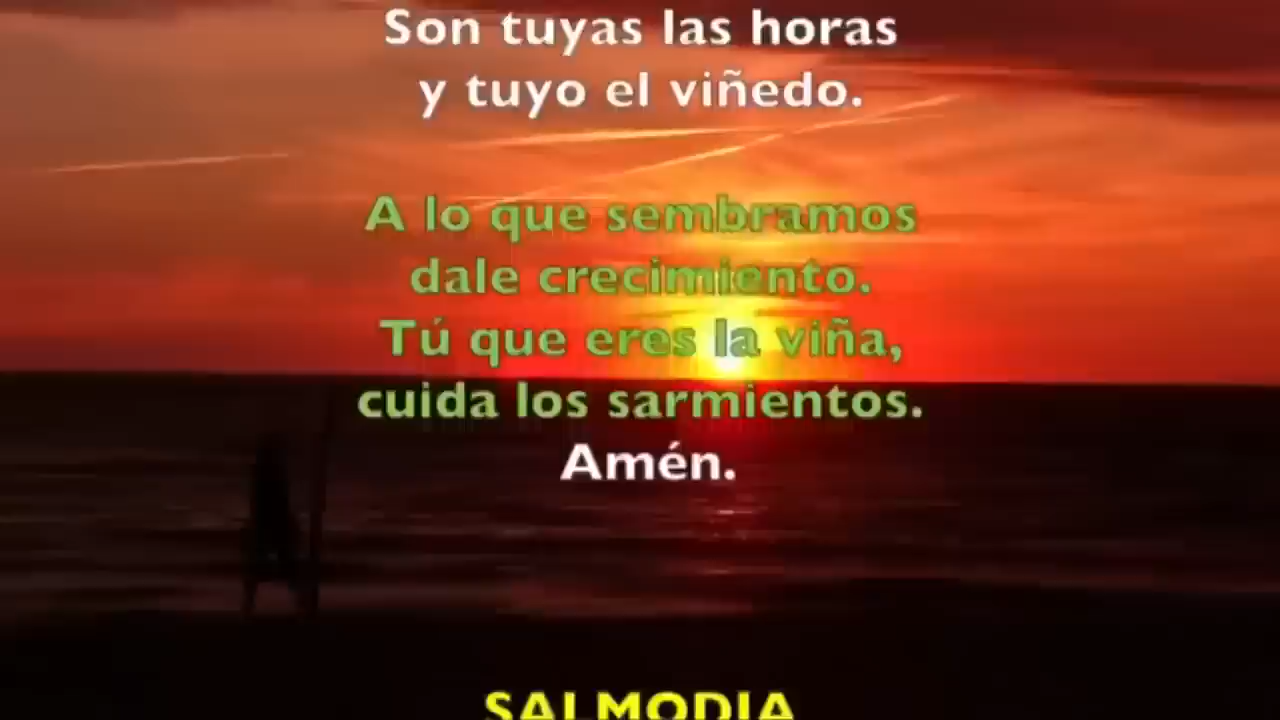 Son tuyas las horas
y tuyo el viñedo.
A lo que sembramos
dale crecimiento.
Tú que eres la viña,
cuida los sarmientos.
Amén.
SALMODIA